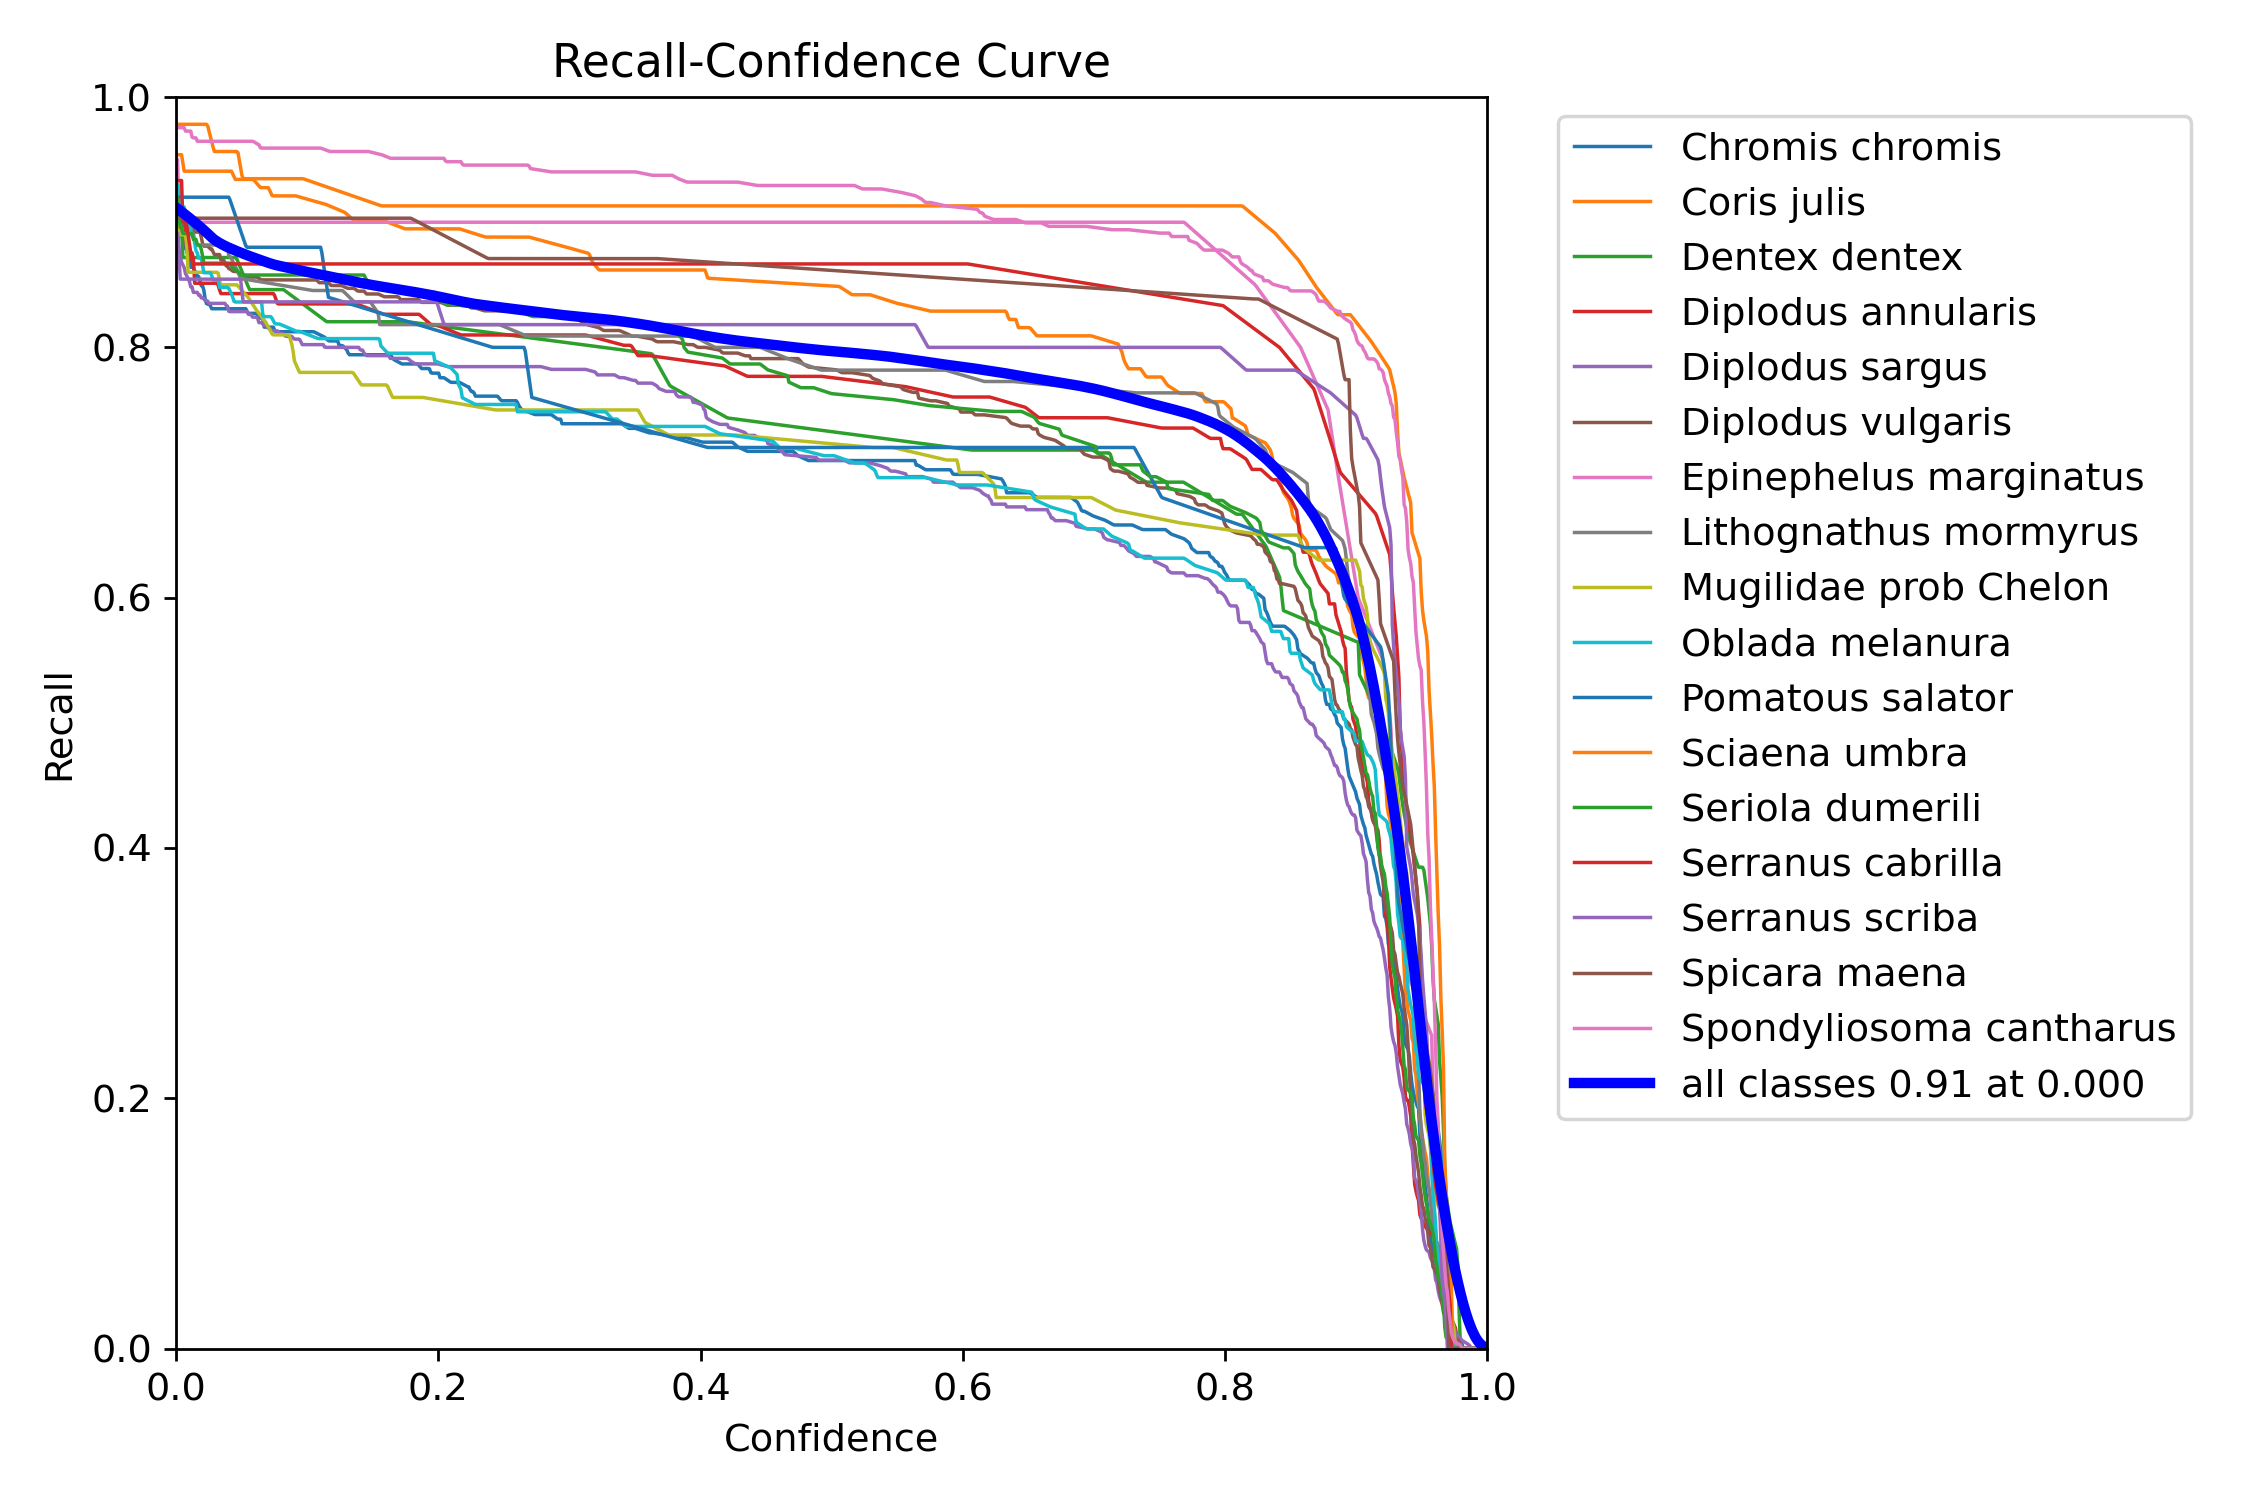 Recall-Confidence Curve
1.0
0.8
0.6
0.4
0.2
0.0
Recall
0.0 0.2 0.4 0.6 0.8 1.0
Confidence
Chromis chromis
Coris julis
Dentex dentex
Diplodus annularis
Diplodus sargus
Diplodus vulgaris
Epinephelus marginatus
Lithognathus mormyrus
Mugilidae prob Chelon
Oblada melanura
Pomatous salator
Sciaena umbra
Seriola dumerili
Serranus cabrilla
Serranus scriba
Spicara maena
Spondyliosoma cantharus
all classes 0.91 at 0.000